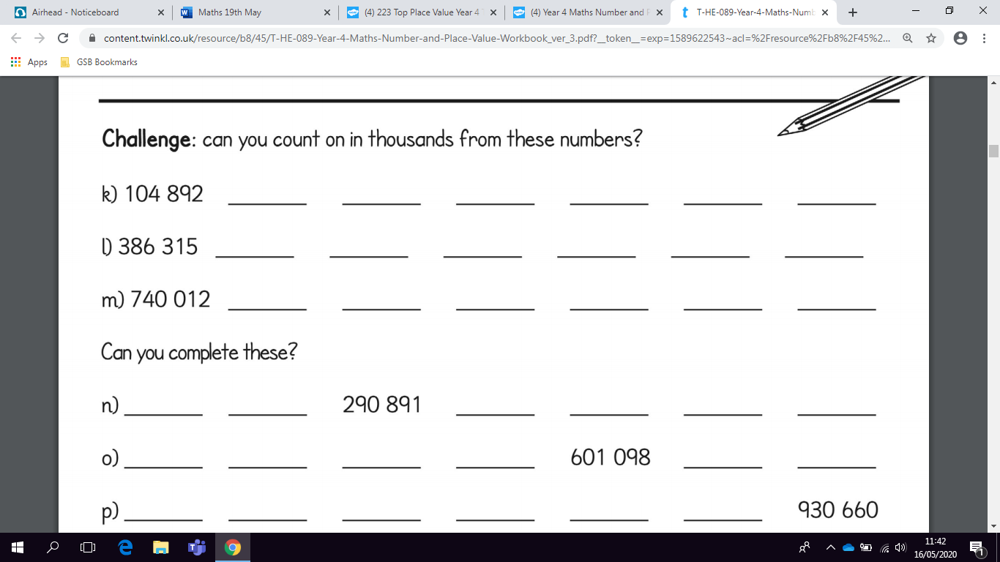 Airhead - Noticeboard
Maths 19th May
(4) 223 Top Place Value Year 4
(4) Year 4 Maths Number and
T-HE-089-Year-4-Maths-Numb
content.twinkl.co.uk/resource/b8/45/T-HE-089-Year-4-Maths-Number-and-Place-Value-Workbook_ver_3.pdf?__token__=exp=1589622543~acl=%2Fresource%2Fb8%2F45%2...
Apps GSB Bookmarks
Challenge: can you count on in thousands from these numbers?
k) 104 892 ______ ______ ______ ______ ______ ______
l) 386 315 ______ ______ ______ ______ ______ ______
m) 740 012 ______ ______ ______ ______ ______ ______
Can you complete these?
n) ______ ______ 290 891 ______ ______ ______ ______
o) ______ ______ ______ ______ 601 098 ______ ______
p) ______ ______ ______ ______ ______ ______ 930 660
11:42
16/05/2020
1